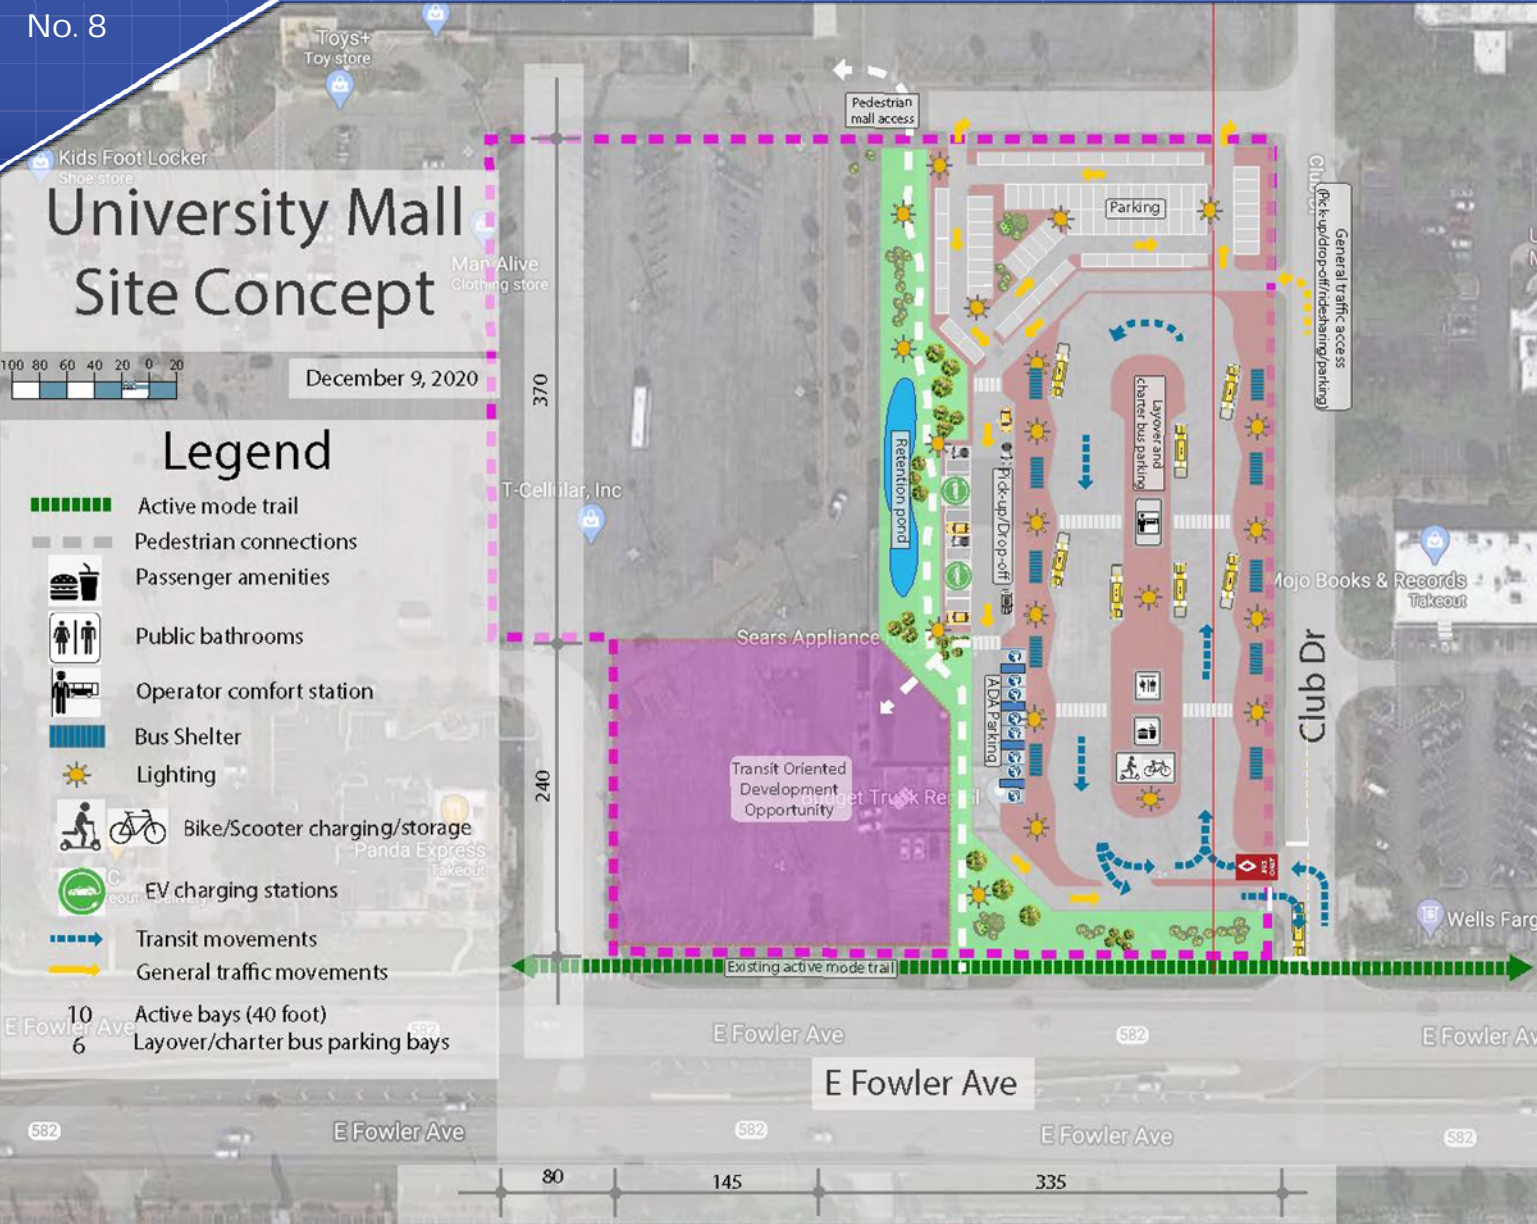 No. 8
Toys+
Toy store
Kids Foot Locker
Shoe store
University Mall
Site Concept
Man Alive
Clothing store
100 80 60 40 20 0 20
December 9, 2020
Legend
Active mode trail
Pedestrian connections
Passenger amenities
Public bathrooms
Operator comfort station
Bus Shelter
Lighting
Bike/Scooter charging/storage
Panda Express
Takeout
EV charging stations
Transit movements
General traffic movements
10 Active bays (40 foot)
6 Layover/charter bus parking bays
E Fowler Ave
582
370
240
T-Cellular, Inc
Pedestrian
mall access
Parking
General traffic access
(Pick-up/drop-off/ridesharing/parking)
Retention pond
Pick-up/Drop-off
Layover and
charter bus parking
ADA Parking
BUS
ONLY
Sears Appliance
Transit Oriented
Development
Opportunity
Budget Truck Rental
Mojo Books & Records
Takeout
Club Dr
Wells Farg
Existing active mode trail
E Fowler Ave
582
E Fowler Av
E Fowler Ave
582
E Fowler Ave
582
E Fowler Ave
582
80
145
335